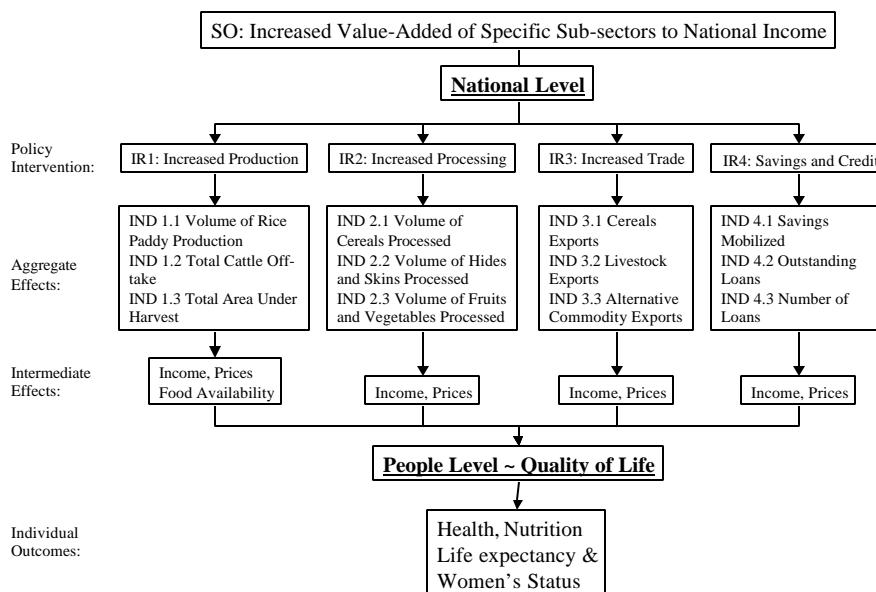 SO: Increased Value-Added of Specific Sub-sectors to National Income
National Level
Policy
Intervention:
IR1: Increased Production
IR2: Increased Processing
IR3: Increased Trade
IR4: Savings and Credit
Aggregate
Effects:
IND 1.1 Volume of Rice
Paddy Production
IND 1.2 Total Cattle Off-
take
IND 1.3 Total Area Under
Harvest
IND 2.1 Volume of
Cereals Processed
IND 2.2 Volume of Hides
and Skins Processed
IND 2.3 Volume of Fruits
and Vegetables Processed
IND 3.1 Cereals
Exports
IND 3.2 Livestock
Exports
IND 3.3 Alternative
Commodity Exports
IND 4.1 Savings
Mobilized
IND 4.2 Outstanding
Loans
IND 4.3 Number of
Loans
Intermediate
Effects:
Income, Prices
Food Availability
Income, Prices
Income, Prices
Income, Prices
People Level ~ Quality of Life
Individual
Outcomes:
Health, Nutrition
Life expectancy &
Women's Status